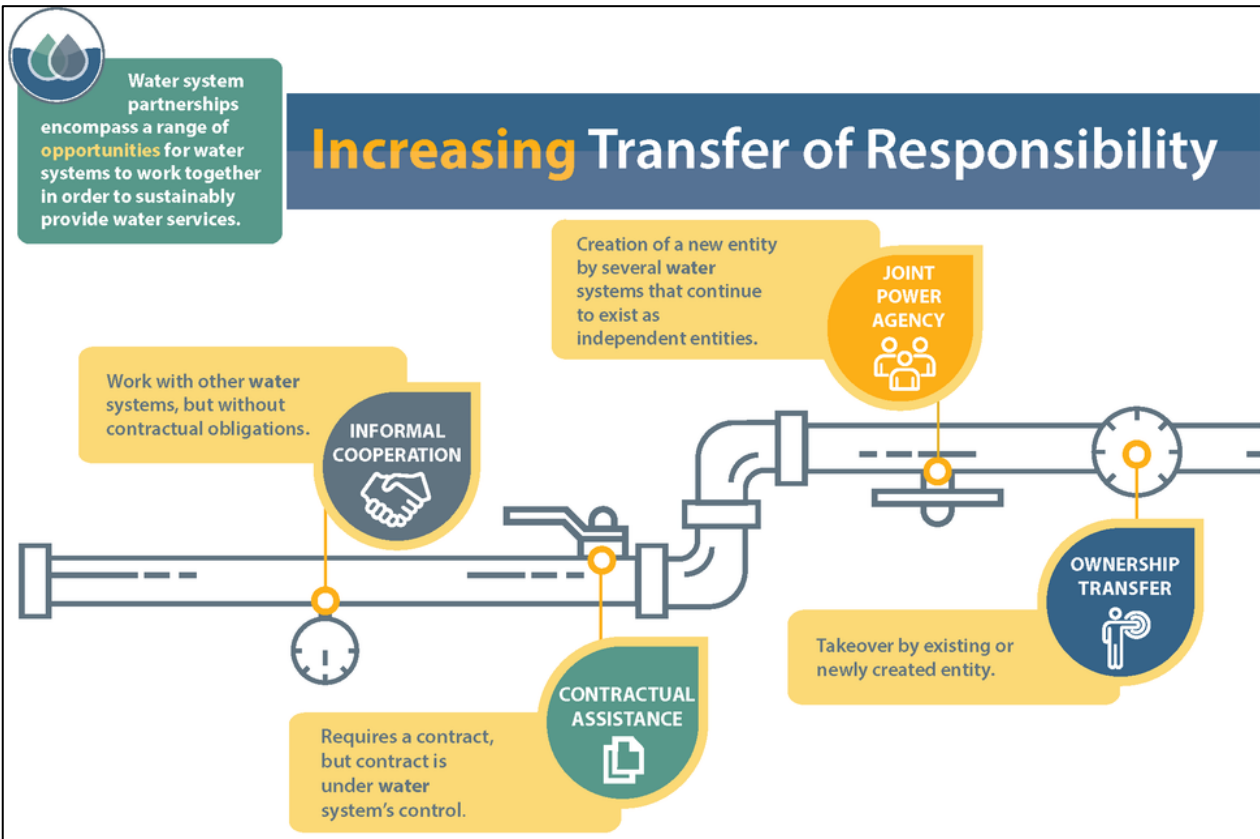 Water system
partnerships
encompass a range of
opportunities for water
systems to work together
in order to sustainably
provide water services.
Increasing Transfer of Responsibility
Work with other water
systems, but without
contractual obligations.
INFORMAL
COOPERATION
Requires a contract,
but contract is
under water
system's control.
CONTRACTUAL
ASSISTANCE
Creation of a new entity
by several water
systems that continue
to exist as
independent entities.
JOINT
POWER
AGENCY
Takeover by existing or
newly created entity.
OWNERSHIP
TRANSFER